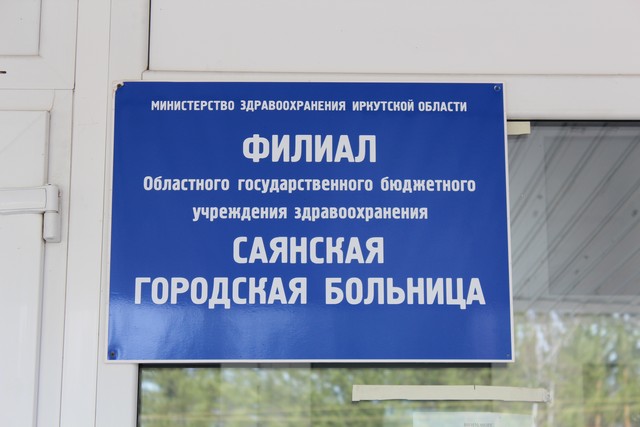 МИНИСТЕРСТВО ЗДРАВООХРАНЕНИЯ ИРКУТСКОЙ ОБЛАСТИ
ФИЛИАЛ
Областного государственного бюджетного
учреждения здравоохранения
САЯНСКАЯ
ГОРОДСКАЯ БОЛЬНИЦА